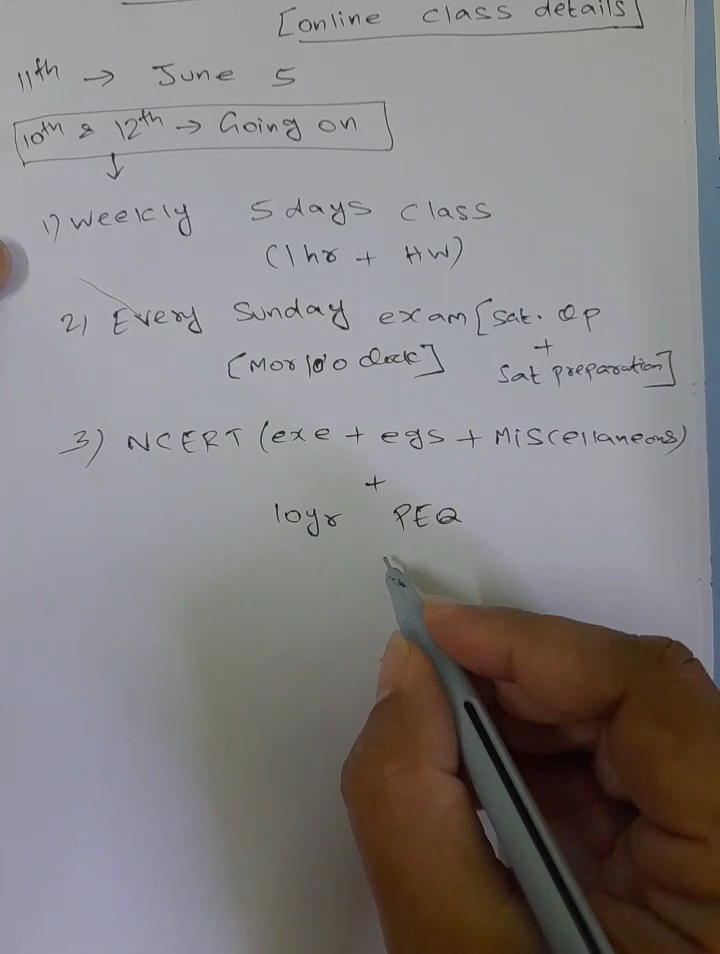 [online class details]
11th → June 5
10th & 12th → Going on
↓
1) Weekly 5 days class
(1 hr + HW)
2) Every Sunday exam [Sat. QP
+
[Mor 10'o clock] Sat preparation]
3) NCERT (exe + egs + Miscellaneous)
+
10yr PEQ